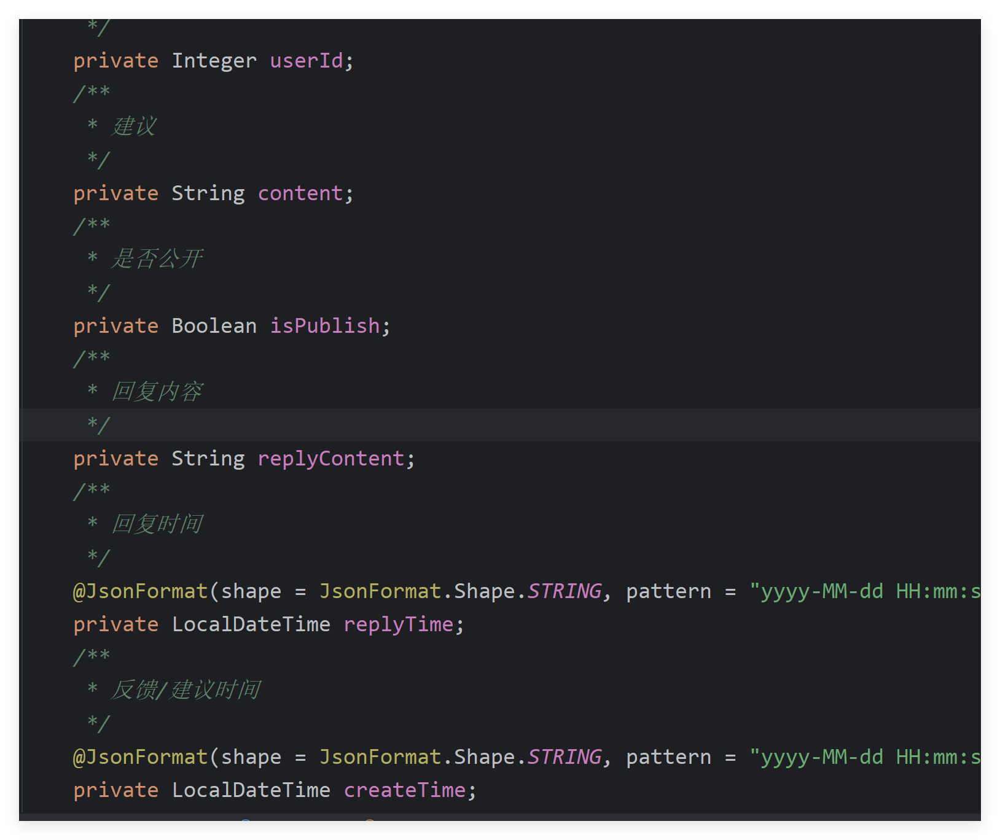 */
private Integer userId;
/**
* 建议
*/
private String content;
/**
* 是否公开
*/
private Boolean isPublish;
/**
* 回复内容
*/
private String replyContent;
/**
* 回复时间
*/
@JsonFormat(shape = JsonFormat.Shape.STRING, pattern = "yyyy-MM-dd HH:mm:s
private LocalDateTime replyTime;
/**
* 反馈/建议时间
*/
@JsonFormat(shape = JsonFormat.Shape.STRING, pattern = "yyyy-MM-dd HH:mm:s
private LocalDateTime createTime;